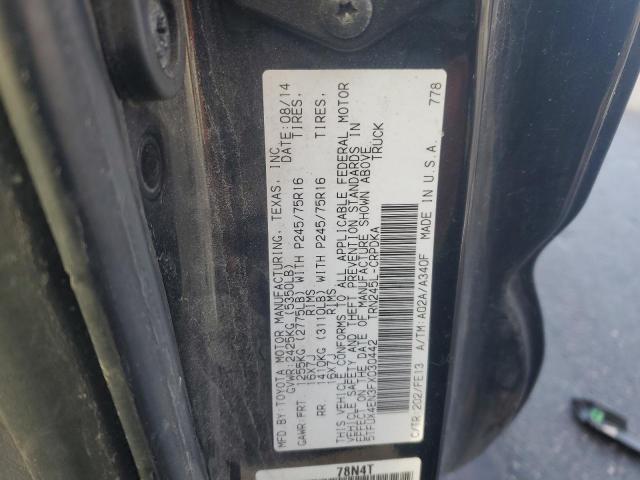 MFD BY:TOYOTA MOTOR MANUFACTURING, TEXAS, INC.
GVWR:2425KG (5350LB) DATE:08/14
GAWR:FRT. 1255KG (2775LB) WITH P245/75R16 TIRES,
16X7J RIMS
RR. 1410KG (3110LB) WITH P245/75R16 TIRES,
16X7J RIMS
THIS VEHICLE CONFORMS TO ALL APPLICABLE FEDERAL MOTOR
VEHICLE SAFETY AND THEFT PREVENTION STANDARDS IN
EFFECT ON THE DATE OF MANUFACTURE SHOWN ABOVE.
5TFUX4EN3FX030442 TRUCK
TRN245L-CRPDKA
C/TR:202/FE13 A/TM:A02A/A340F MADE IN U.S.A. 778
78N4T